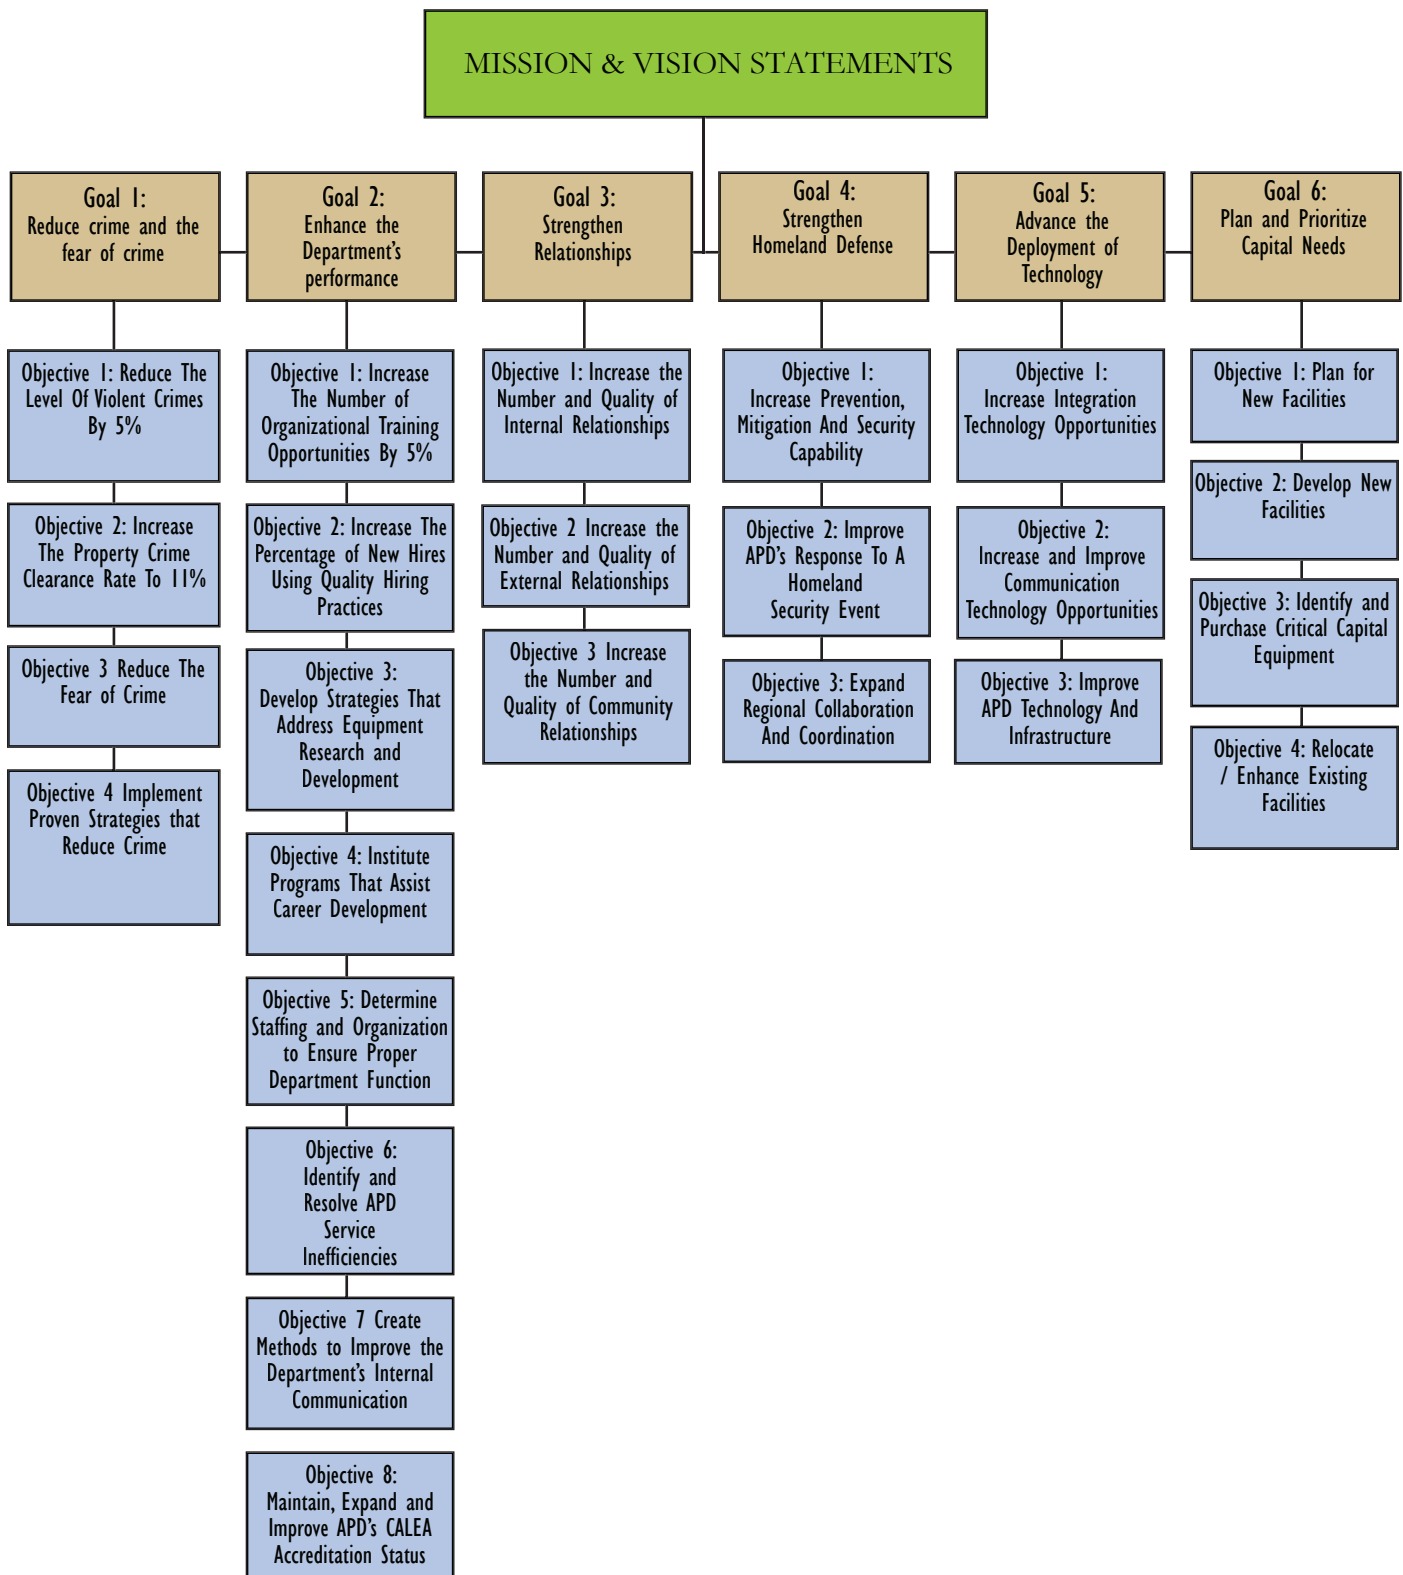 MISSION & VISION STATEMENTS
Goal 1:
Reduce crime and the
fear of crime
Goal 2:
Enhance the
Department's
performance
Goal 3:
Strengthen
Relationships
Goal 4:
Strengthen
Homeland Defense
Goal 5:
Advance the
Deployment of
Technology
Goal 6:
Plan and Prioritize
Capital Needs
Objective 1: Reduce The
Level Of Violent Crimes
By 5%
Objective 2: Increase
The Property Crime
Clearance Rate To 11%
Objective 3 Reduce The
Fear of Crime
Objective 4 Implement
Proven Strategies that
Reduce Crime
Objective 1: Increase
The Number of
Organizational Training
Opportunities By 5%
Objective 2: Increase The
Percentage of New Hires
Using Quality Hiring
Practices
Objective 3:
Develop Strategies That
Address Equipment
Research and
Development
Objective 4: Institute
Programs That Assist
Career Development
Objective 5: Determine
Staffing and Organization
to Ensure Proper
Department Function
Objective 6:
Identify and
Resolve APD
Service
Inefficiencies
Objective 7 Create
Methods to Improve the
Department's Internal
Communication
Objective 8:
Maintain, Expand and
Improve APD's CALEA
Accreditation Status
Objective 1: Increase the
Number and Quality of
Internal Relationships
Objective 2 Increase the
Number and Quality of
External Relationships
Objective 3 Increase
the Number and
Quality of Community
Relationships
Objective 1:
Increase Prevention,
Mitigation And Security
Capability
Objective 2: Improve
APD's Response To A
Homeland
Security Event
Objective 3: Expand
Regional Collaboration
And Coordination
Objective 1:
Increase Integration
Technology Opportunities
Objective 2:
Increase and Improve
Communication
Technology Opportunities
Objective 3: Improve
APD Technology And
Infrastructure
Objective 1: Plan for
New Facilities
Objective 2: Develop New
Facilities
Objective 3: Identify and
Purchase Critical Capital
Equipment
Objective 4: Relocate
/ Enhance Existing
Facilities